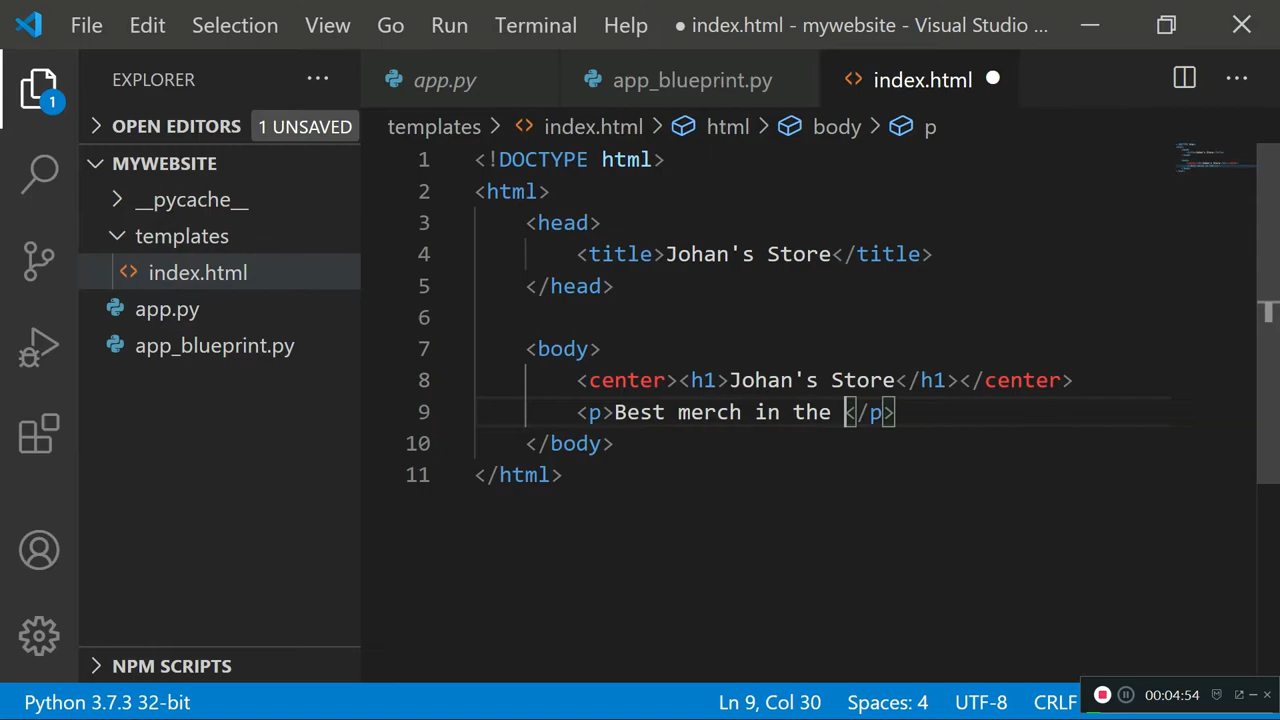 File Edit Selection View Go Run Terminal Help ● index.html - mywebsite - Visual Studio ...
EXPLORER ...
app.py app_blueprint.py index.html ● ...
1
OPEN EDITORS 1 UNSAVED
templates > index.html > html > body > p
MYWEBSITE
__pycache__
templates
index.html
app.py
app_blueprint.py
NPM SCRIPTS
1 <!DOCTYPE html>
2 <html>
3 <head>
4 <title>Johan's Store</title>
5 </head>
6
7 <body>
8 <center><h1>Johan's Store</h1></center>
9 <p>Best merch in the </p>
10 </body>
11 </html>
Python 3.7.3 32-bit Ln 9, Col 30 Spaces: 4 UTF-8 CRLF 00:04:54